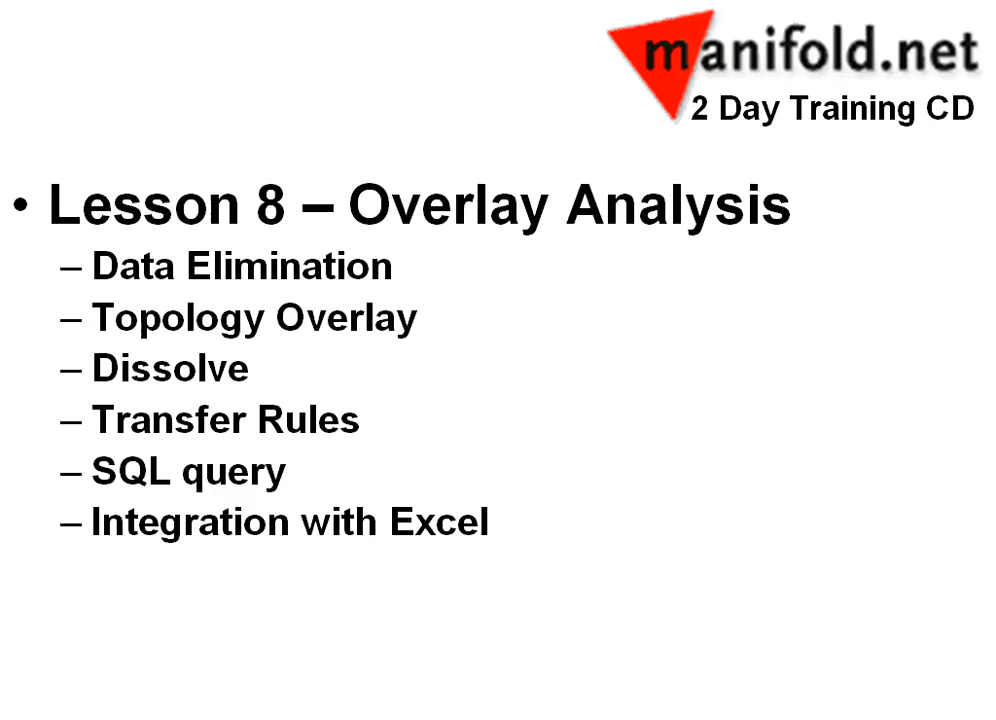 manifold.net
2 Day Training CD
• Lesson 8 – Overlay Analysis
– Data Elimination
– Topology Overlay
– Dissolve
– Transfer Rules
– SQL query
– Integration with Excel